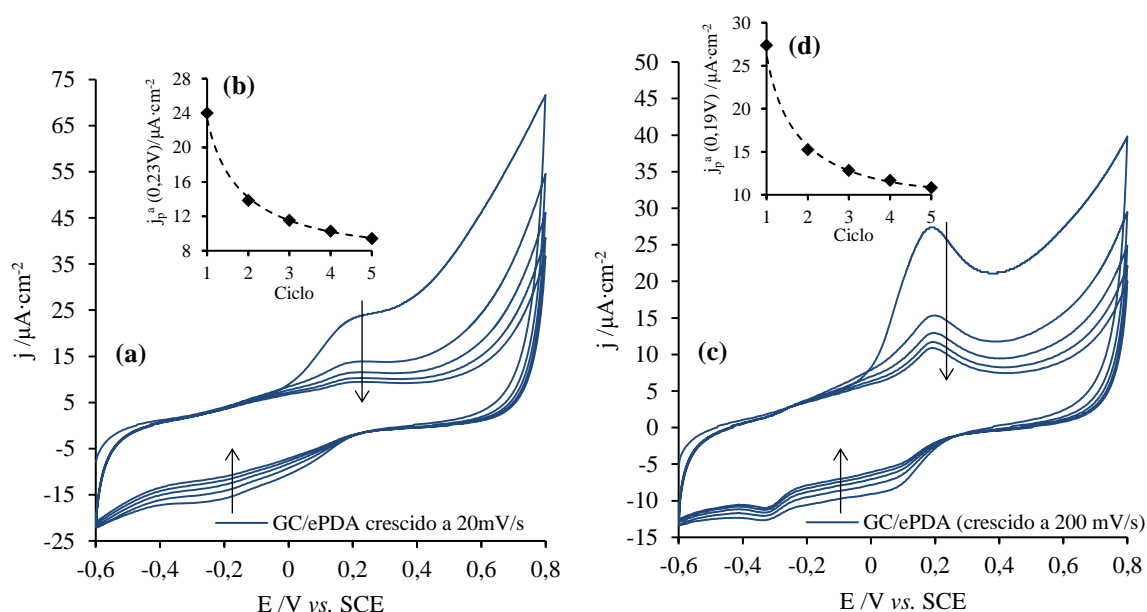 (b)
jₚᵃ (0,23V)/µA·cm⁻²
28
24
20
16
12
8
1 2 3 4 5
Ciclo
(a)
j /µA·cm⁻²
75
65
55
45
35
25
15
5
-5
-15
-25
GC/ePDA crescido a 20mV/s
-0,6 -0,4 -0,2 0 0,2 0,4 0,6 0,8
E /V vs. SCE
(d)
jₚᵃ (0,19V) /µA·cm⁻²
30
25
20
15
10
1 2 3 4 5
Ciclo
(c)
j /µA·cm⁻²
50
45
40
35
30
25
20
15
10
5
0
-5
-10
-15
GC/ePDA (crescido a 200 mV/s)
-0,6 -0,4 -0,2 0 0,2 0,4 0,6 0,8
E /V vs. SCE